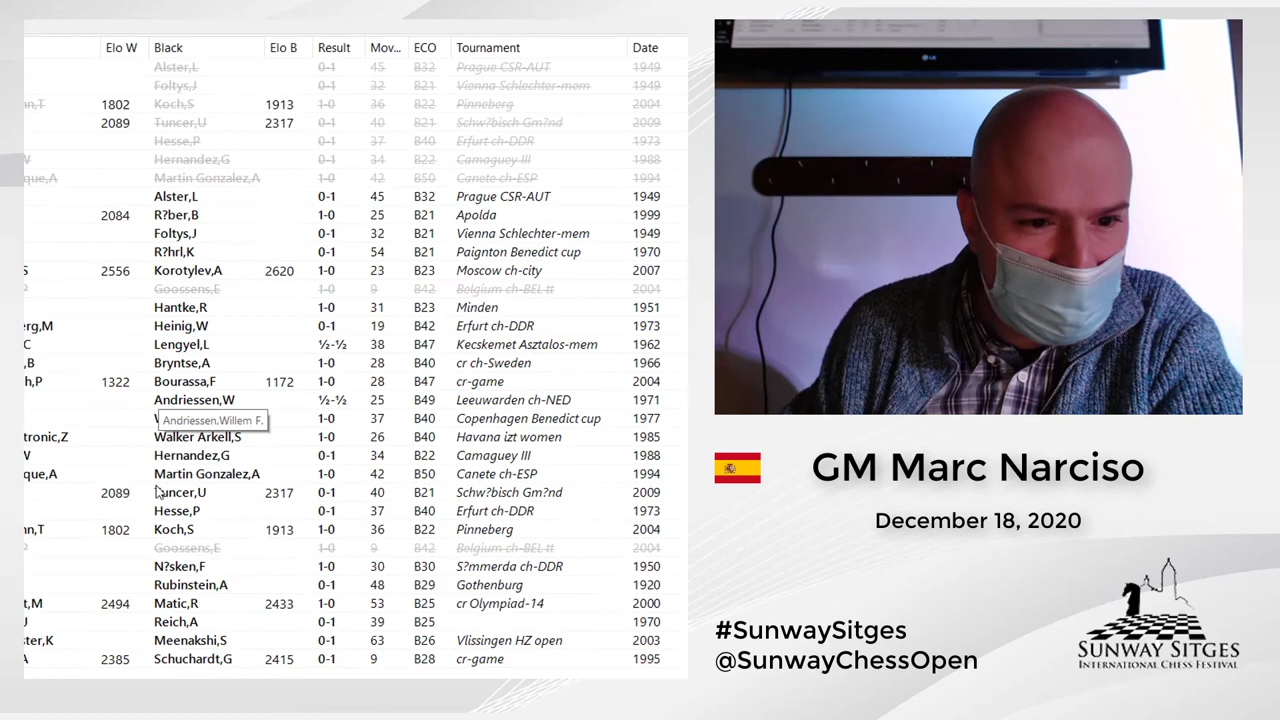 Elo W Black Elo B Result Mov... ECO Tournament Date
Alster,L 0-1 45 B32 Prague CSR-AUT 1949
Foltys,J 0-1 32 B21 Vienna Schlechter-mem 1949
nn,T 1802 Koch,S 1913 1-0 36 B22 Pinneberg 2004
2089 Tuncer,U 2317 0-1 40 B21 Schw?bisch Gm?nd 2009
Hesse,P 0-1 37 B40 Erfurt ch-DDR 1973
W Hernandez,G 0-1 34 B22 Camaguey III 1988
que,A Martin Gonzalez,A 1-0 42 B50 Canete ch-ESP 1994
Alster,L 0-1 45 B32 Prague CSR-AUT 1949
2084 R?ber,B 1-0 25 B21 Apolda 1999
Foltys,J 0-1 32 B21 Vienna Schlechter-mem 1949
R?hrl,K 0-1 54 B21 Paignton Benedict cup 1970
S 2556 Korotylev,A 2620 1-0 23 B23 Moscow ch-city 2007
Goossens,E 1-0 9 B42 Belgium ch-BEL tt 2004
Hantke,R 1-0 31 B23 Minden 1951
rg,M Heinig,W 0-1 19 B42 Erfurt ch-DDR 1973
C Lengyel,L ½-½ 38 B47 Kecskemet Asztalos-mem 1962
,B Bryntse,A 1-0 28 B40 cr ch-Sweden 1966
h,P 1322 Bourassa,F 1172 1-0 28 B47 cr-game 2004
Andriessen,W ½-½ 25 B49 Leeuwarden ch-NED 1971
1-0 37 B40 Copenhagen Benedict cup 1977
Andriessen,Willem F.
tronic,Z Walker Arkell,S 1-0 26 B40 Havana izt women 1985
W Hernandez,G 0-1 34 B22 Camaguey III 1988
que,A Martin Gonzalez,A 1-0 42 B50 Canete ch-ESP 1994
2089 Tuncer,U 2317 0-1 40 B21 Schw?bisch Gm?nd 2009
Hesse,P 0-1 37 B40 Erfurt ch-DDR 1973
nn,T 1802 Koch,S 1913 1-0 36 B22 Pinneberg 2004
Goossens,E 1-0 9 B42 Belgium ch-BEL tt 2004
N?sken,F 1-0 30 B30 S?mmerda ch-DDR 1950
Rubinstein,A 0-1 48 B29 Gothenburg 1920
t,M 2494 Matic,R 2433 1-0 53 B25 cr Olympiad-14 2000
J Reich,A 0-1 39 B25 1970
ster,K Meenakshi,S 0-1 63 B26 Vlissingen HZ open 2003
A 2385 Schuchardt,G 2415 0-1 9 B28 cr-game 1995
LG
GM Marc Narciso
December 18, 2020
#SunwaySitges
@SunwayChessOpen
SUNWAY SITGES
INTERNATIONAL CHESS FESTIVAL